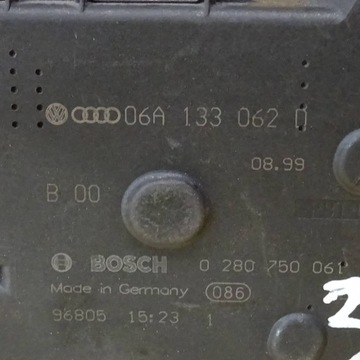 06A 133 062 D
08.99
B 00
BOSCH 0 280 750 061
Made in Germany 086
96805 15:23 1
2